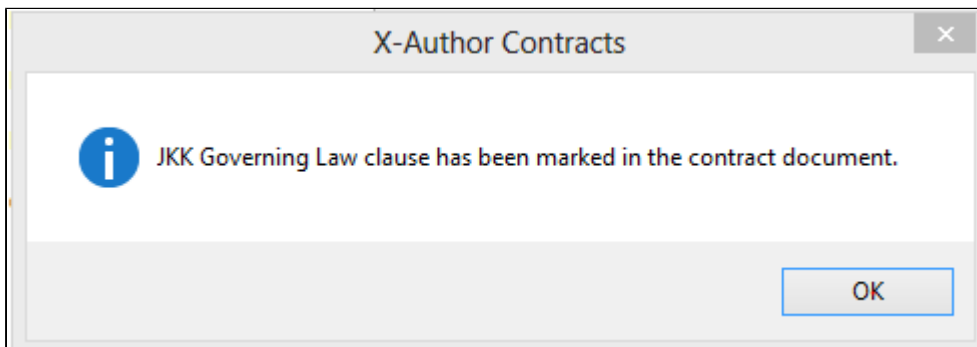 X-Author Contracts
JKK Governing Law clause has been marked in the contract document.
OK